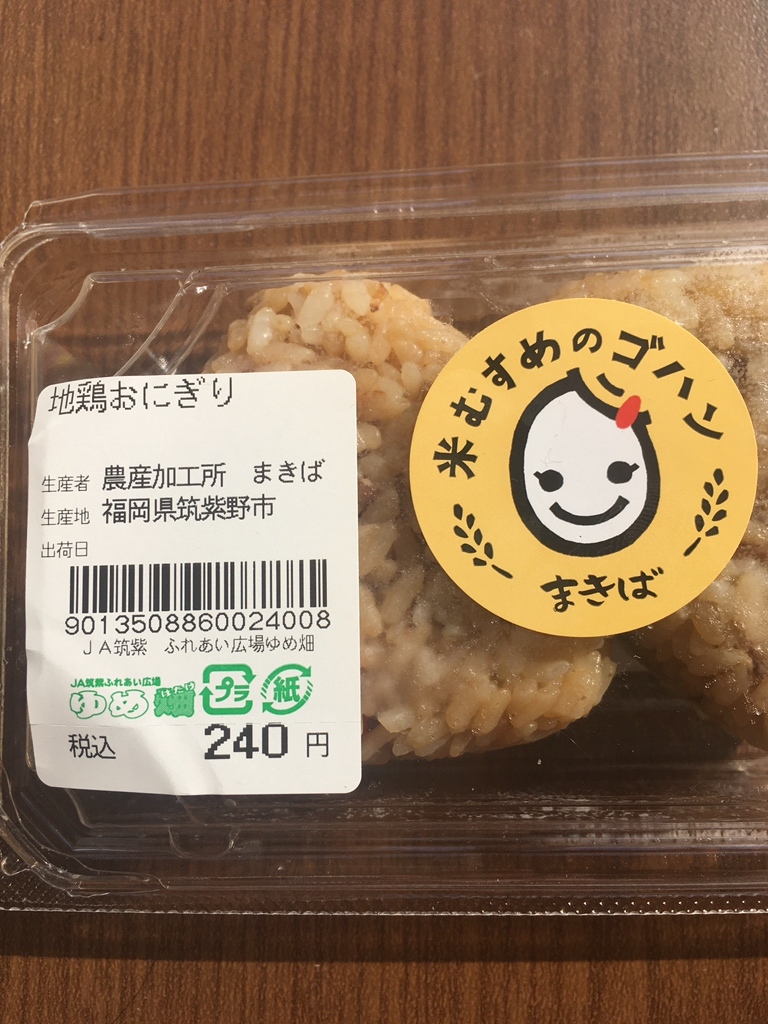 地鶏おにぎり
生産者 農産加工所 まきば
生産地 福岡県筑紫野市
出荷日
9013508860024008
JA筑紫 ふれあい広場ゆめ畑
JA筑紫ふれあい広場
ゆめ畑
プラ
紙
税込 240 円
米むすめのゴハン
まきば